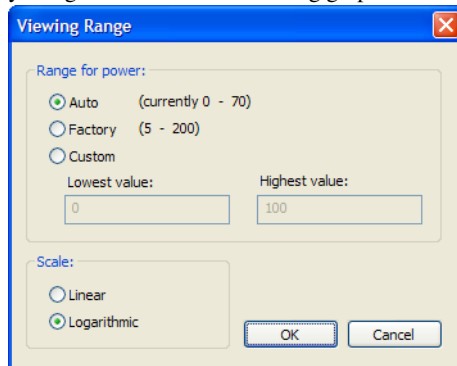 Viewing Range
Range for power:
Auto (currently 0 - 70)
Factory (5 - 200)
Custom
Lowest value: Highest value:
0 100
Scale:
Linear
Logarithmic
OK Cancel